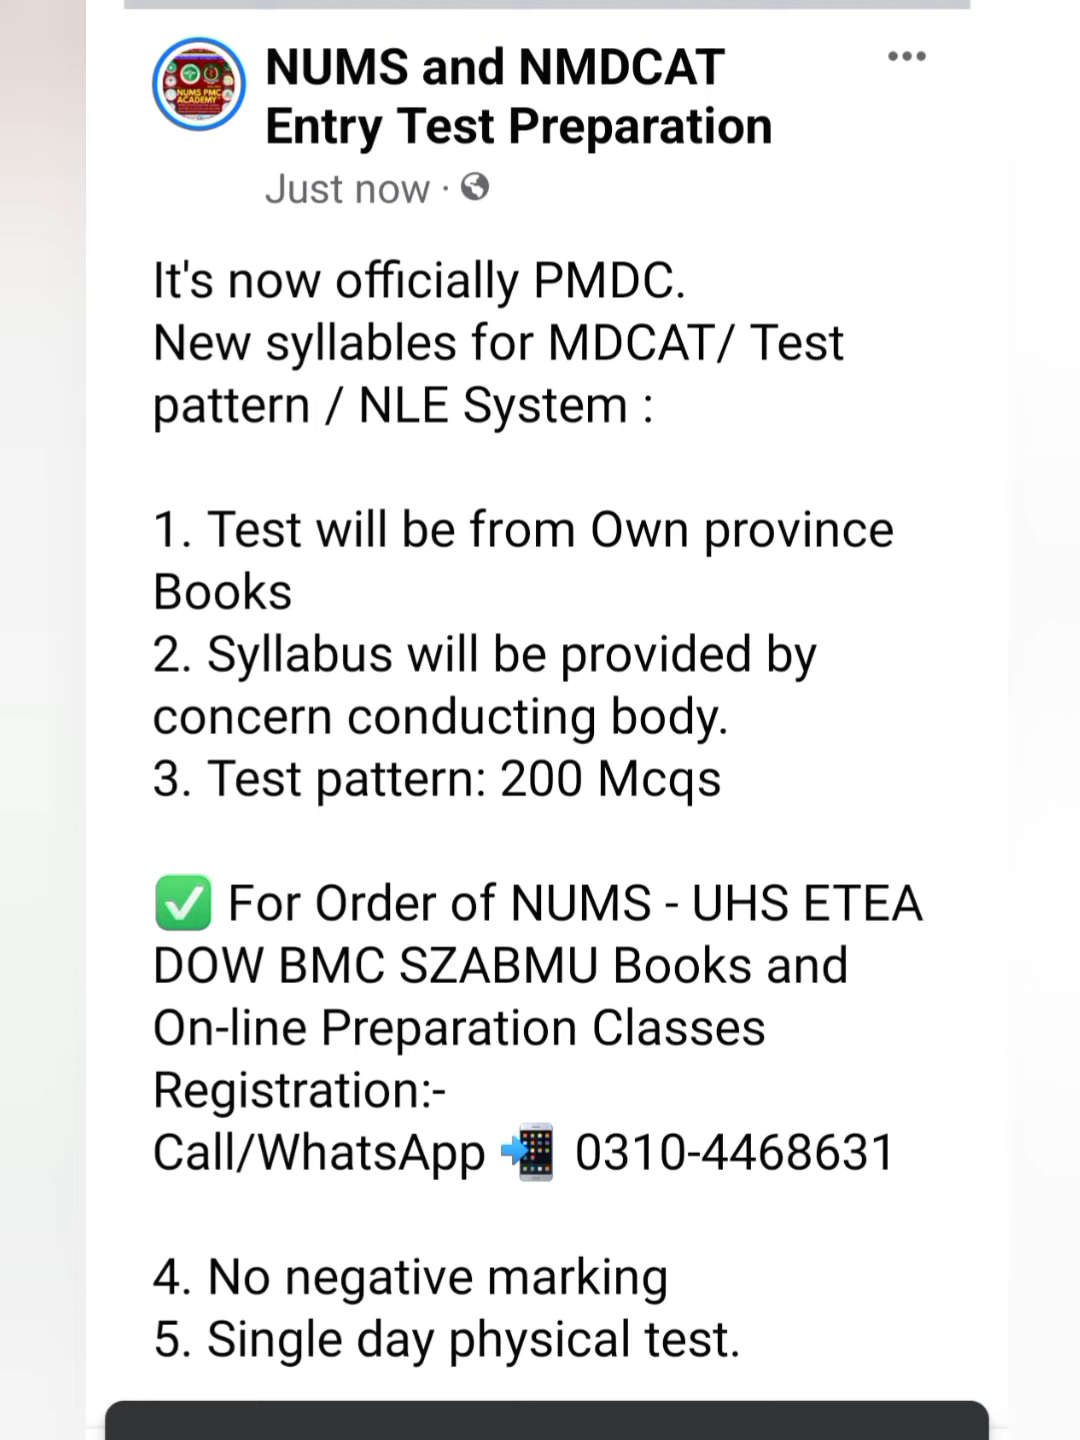 NUMS and NMDCAT
Entry Test Preparation
Just now ·
NUMS PMC
ACADEMY
It's now officially PMDC.
New syllables for MDCAT/ Test
pattern / NLE System :
1. Test will be from Own province
Books
2. Syllabus will be provided by
concern conducting body.
3. Test pattern: 200 Mcqs
✅ For Order of NUMS - UHS ETEA
DOW BMC SZABMU Books and
On-line Preparation Classes
Registration:-
Call/WhatsApp 📲 0310-4468631
4. No negative marking
5. Single day physical test.